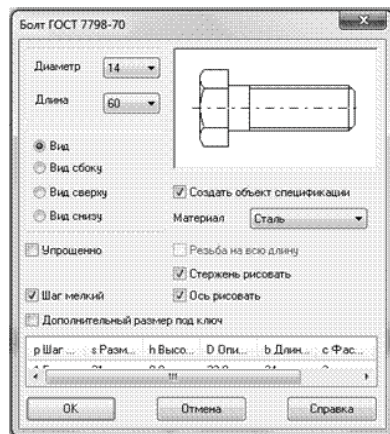 Болт ГОСТ 7798-70
Диаметр 14
Длина 60
Вид
Вид сбоку
Вид сверху
Вид снизу
Создать объект спецификации
Материал Сталь
Упрощенно
Резьба на всю длину
Стержень рисовать
Шаг мелкий
Ось рисовать
Дополнительный размер под ключ
p Шаг ... s Разм... h Высо... D Опи... b Длин... c Фас...
OK Отмена Справка